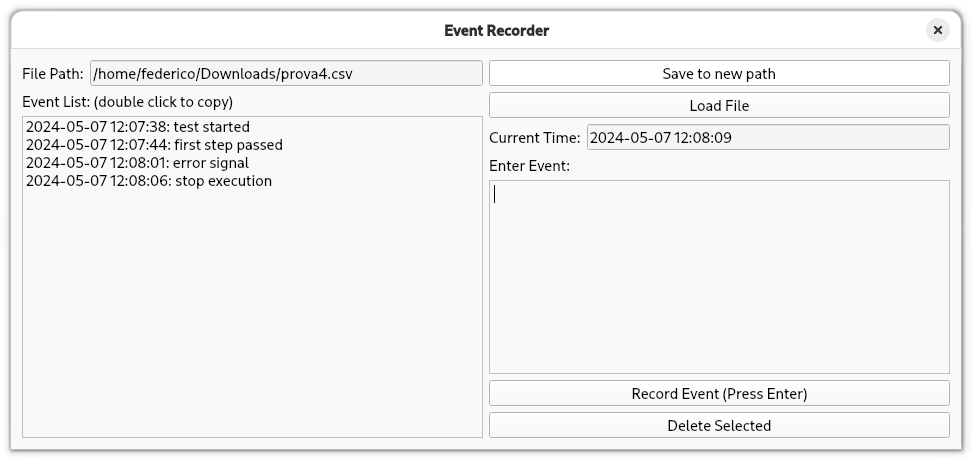 Event Recorder
File Path: /home/federico/Downloads/prova4.csv
Save to new path
Event List: (double click to copy)
Load File
2024-05-07 12:07:38: test started
2024-05-07 12:07:44: first step passed
2024-05-07 12:08:01: error signal
2024-05-07 12:08:06: stop execution
Current Time: 2024-05-07 12:08:09
Enter Event:
Record Event (Press Enter)
Delete Selected